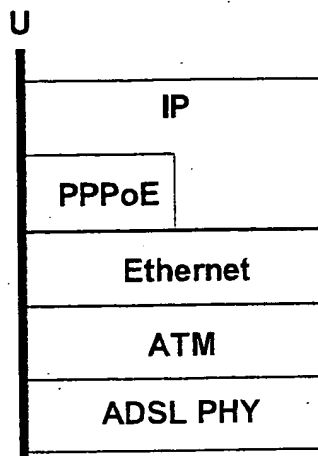 U
IP
PPPoE
Ethernet
ATM
ADSL PHY